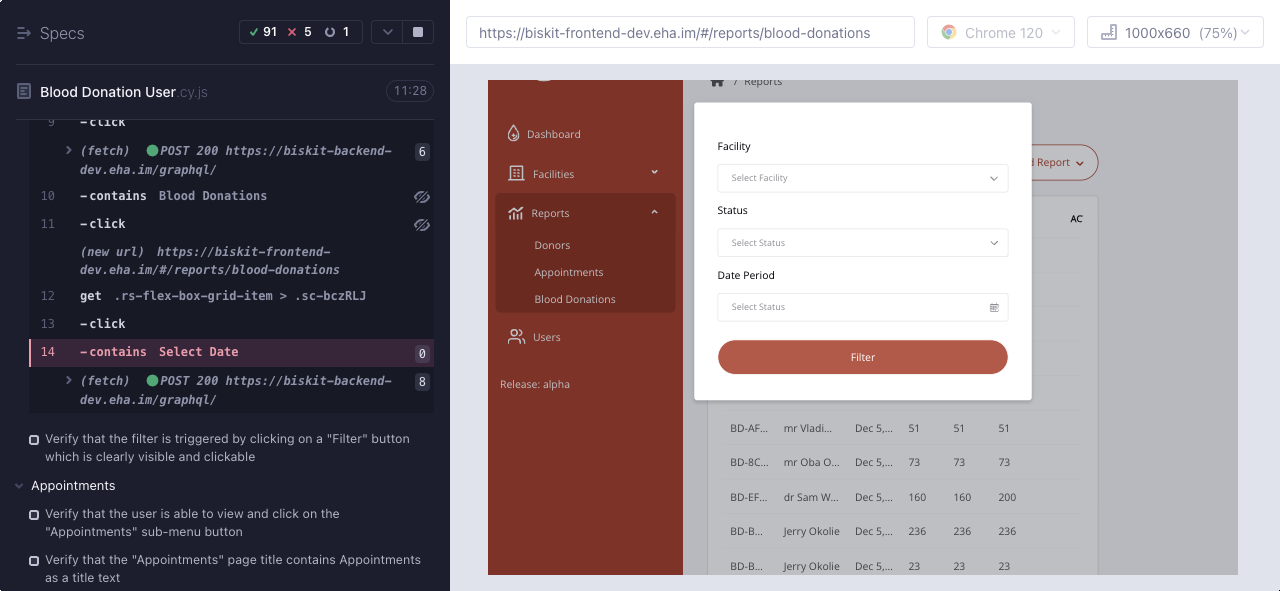 Specs
91
5
1
Blood Donation User.cy.js
11:28
9 –click
(fetch) POST 200 https://biskit-backend-
dev.eha.im/graphql/
6
10 –contains Blood Donations
11 –click
(new url) https://biskit-frontend-
dev.eha.im/#/reports/blood-donations
12 get .rs-flex-box-grid-item > .sc-bczRLJ
13 –click
14 –contains Select Date
0
(fetch) POST 200 https://biskit-backend-
dev.eha.im/graphql/
8
Verify that the filter is triggered by clicking on a "Filter" button
which is clearly visible and clickable
Appointments
Verify that the user is able to view and click on the
"Appointments" sub-menu button
Verify that the "Appointments" page title contains Appointments
as a title text
https://biskit-frontend-dev.eha.im/#/reports/blood-donations
Chrome 120
1000x660 (75%)
Dashboard
Facilities
Reports
Donors
Appointments
Blood Donations
Users
Release: alpha
/ Reports
Facility
Select Facility
Status
Select Status
Date Period
Select Status
Filter
d Report
AC
BD-AF... mr Vladi... Dec 5,... 51 51 51
BD-8C... mr Oba O... Dec 5,... 73 73 73
BD-EF... dr Sam W... Dec 5,... 160 160 200
BD-B... Jerry Okolie Dec 5,... 236 236 236
BD-B... Jerry Okolie Dec 5,... 23 23 23